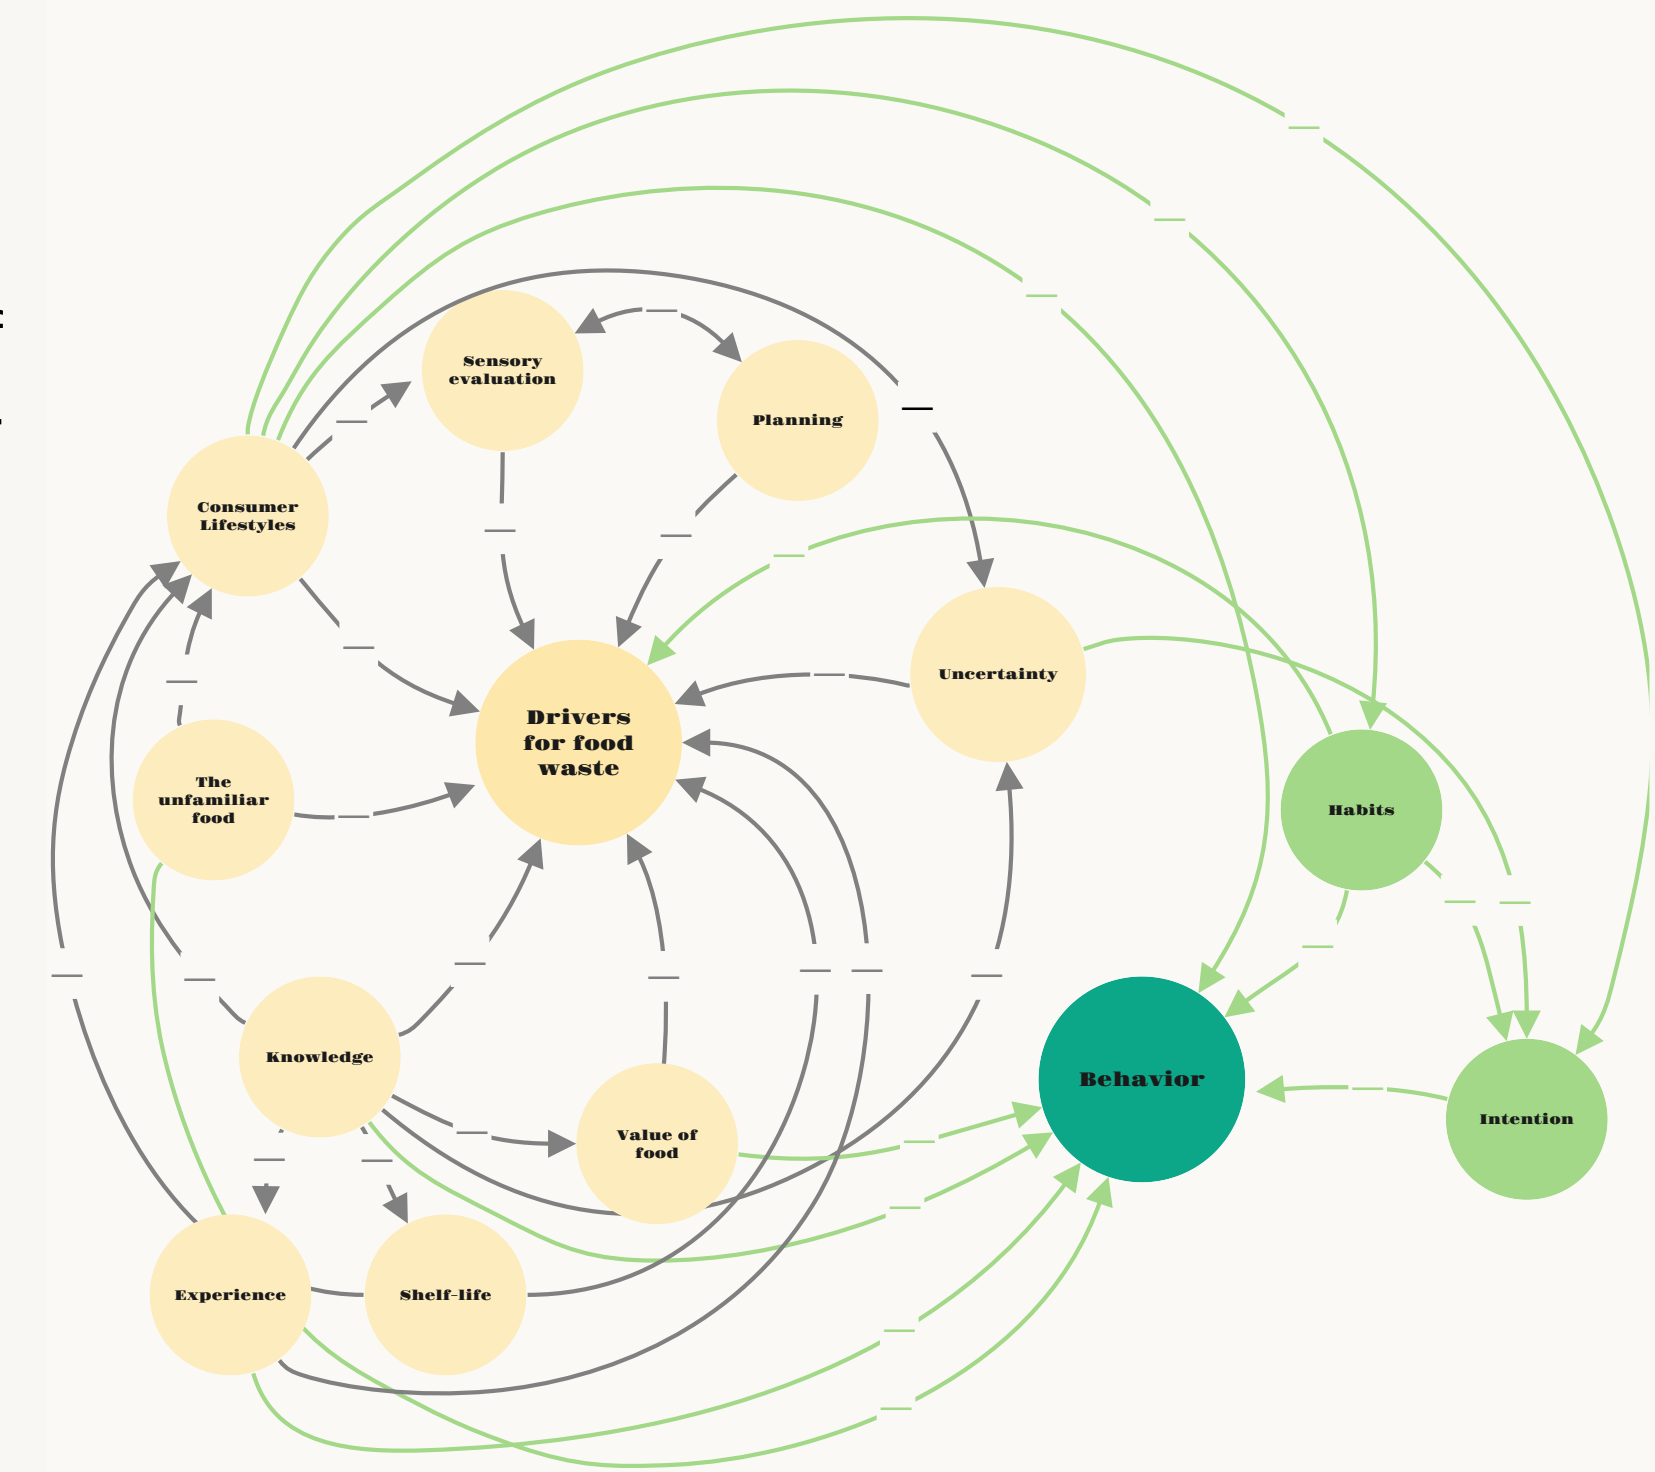 Sensory
evaluation
Planning
Consumer
Lifestyles
Uncertainty
Drivers
for food
waste
The
unfamiliar
food
Habits
Knowledge
Behavior
Intention
Value of
food
Experience
Shelf-life